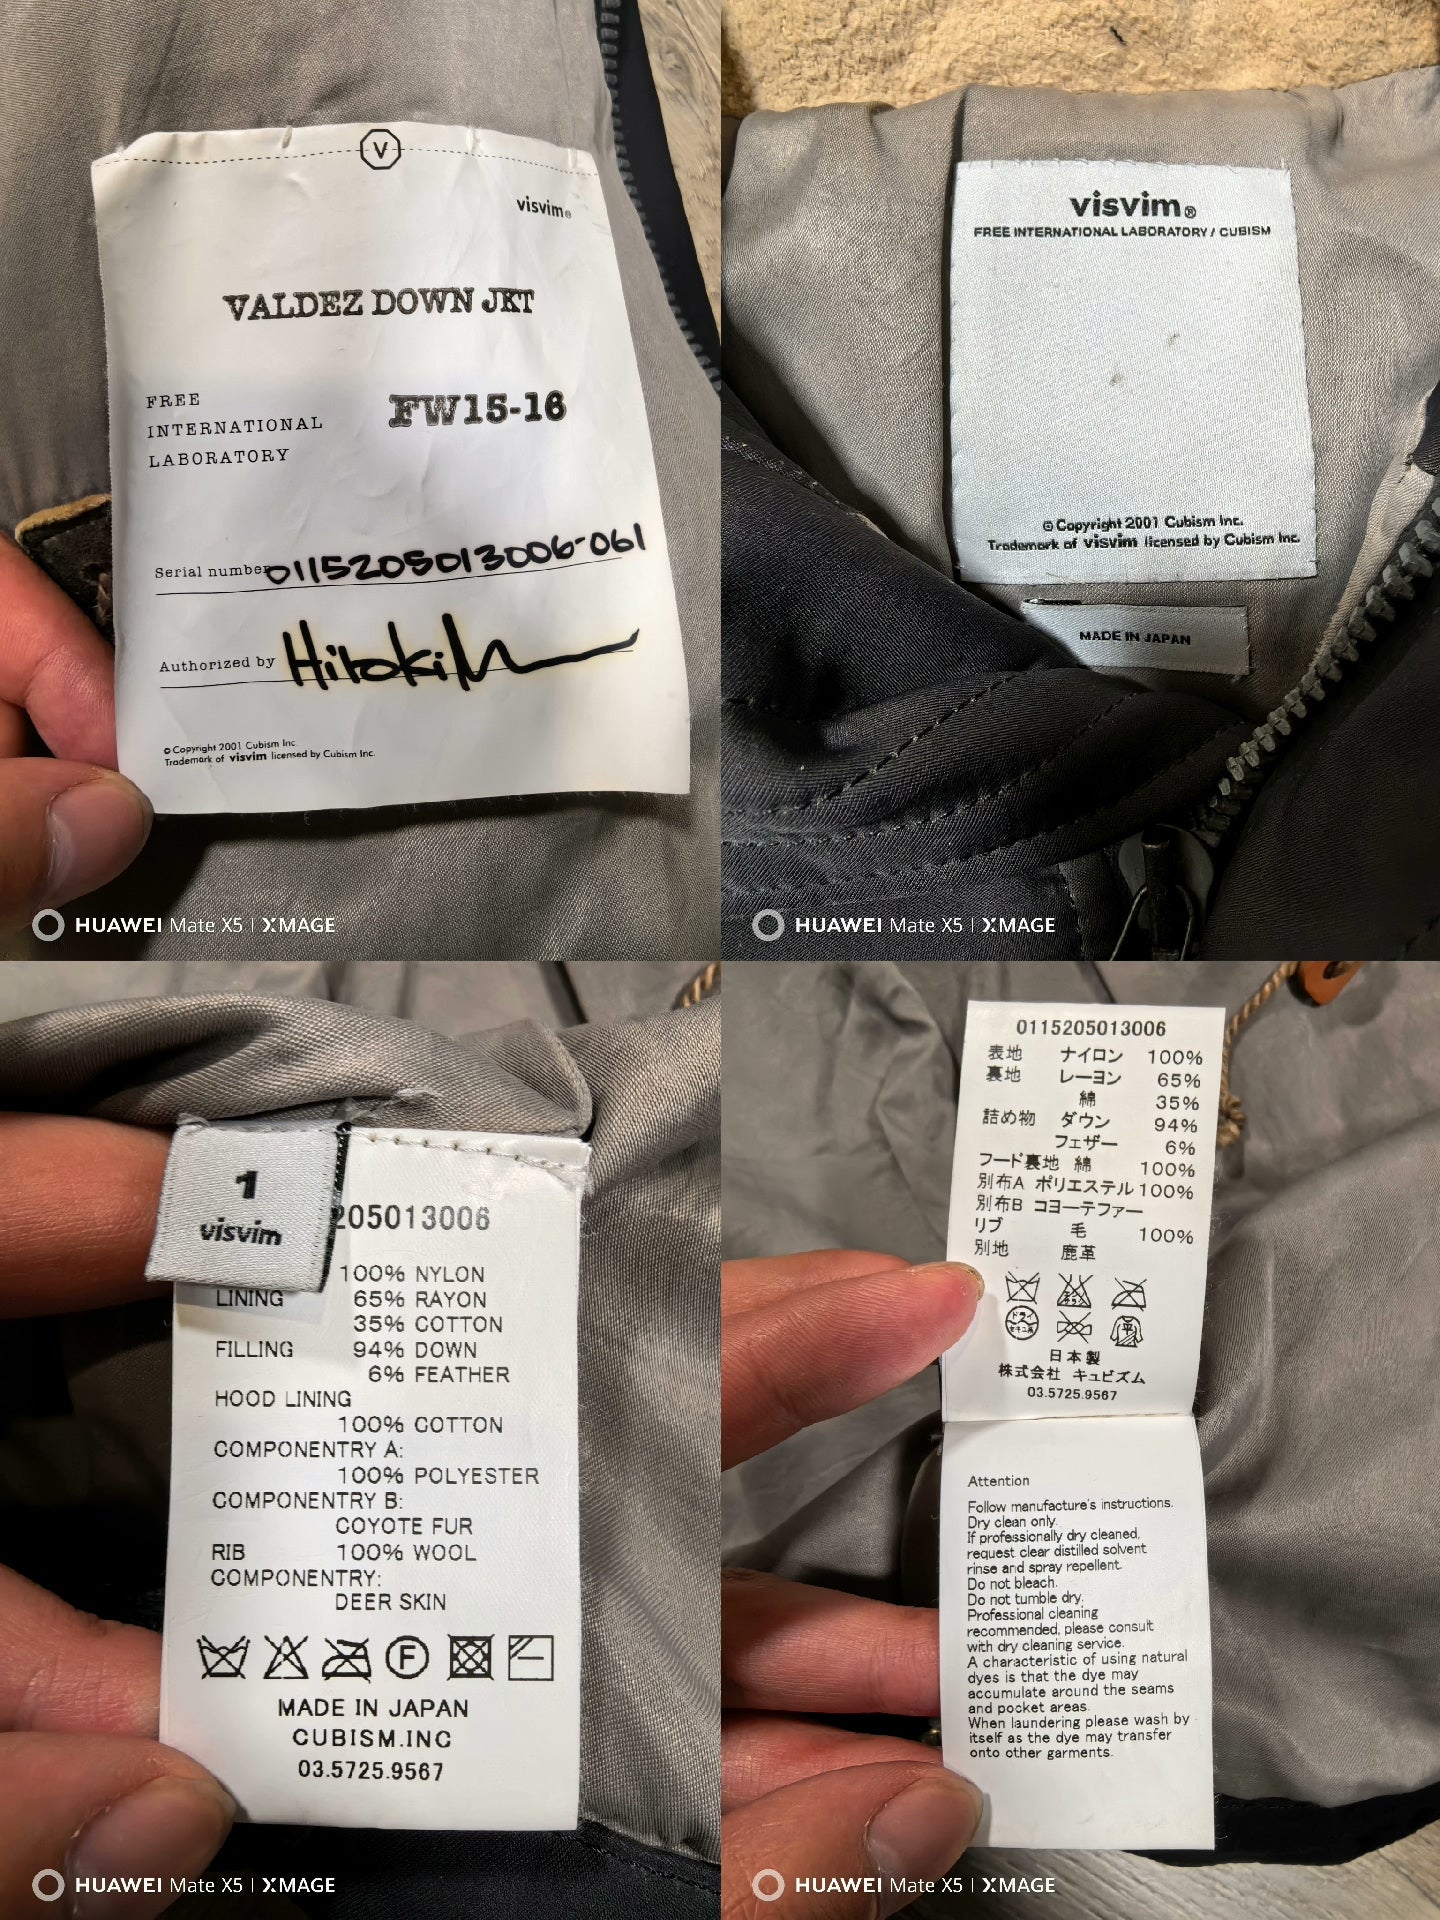 V
visvim®
VALDEZ DOWN JKT
FREE
INTERNATIONAL
LABORATORY
FW15-16
Serial number 0115205013006-061
Authorized by Hiroki
© Copyright 2001 Cubism Inc.
Trademark of visvim licensed by Cubism Inc.
HUAWEI Mate X5 | XMAGE
visvim®
FREE INTERNATIONAL LABORATORY / CUBISM
© Copyright 2001 Cubism Inc.
Trademark of visvim licensed by Cubism Inc.
MADE IN JAPAN
HUAWEI Mate X5 | XMAGE
1
visvim
205013006
100% NYLON
LINING 65% RAYON
35% COTTON
FILLING 94% DOWN
6% FEATHER
HOOD LINING
100% COTTON
COMPONENTRY A:
100% POLYESTER
COMPONENTRY B:
COYOTE FUR
RIB 100% WOOL
COMPONENTRY:
DEER SKIN
F
MADE IN JAPAN
CUBISM.INC
03.5725.9567
HUAWEI Mate X5 | XMAGE
0115205013006
表地 ナイロン 100%
裏地 レーヨン 65%
綿 35%
詰め物 ダウン 94%
フェザー 6%
フード裏地 綿 100%
別布A ポリエステル 100%
別布B コヨーテファー
リブ 毛 100%
別地 鹿革
ドライ
セキユ系
平
日本製
株式会社 キュビズム
03.5725.9567
Attention
Follow manufacture's instructions.
Dry clean only.
If professionally dry cleaned,
request clear distilled solvent
rinse and spray repellent.
Do not bleach.
Do not tumble dry.
Professional cleaning
recommended, please consult
with dry cleaning service.
A characteristic of using natural
dyes is that the dye may
accumulate around the seams
and pocket areas.
When laundering please wash by
itself as the dye may transfer
onto other garments.
HUAWEI Mate X5 | XMAGE